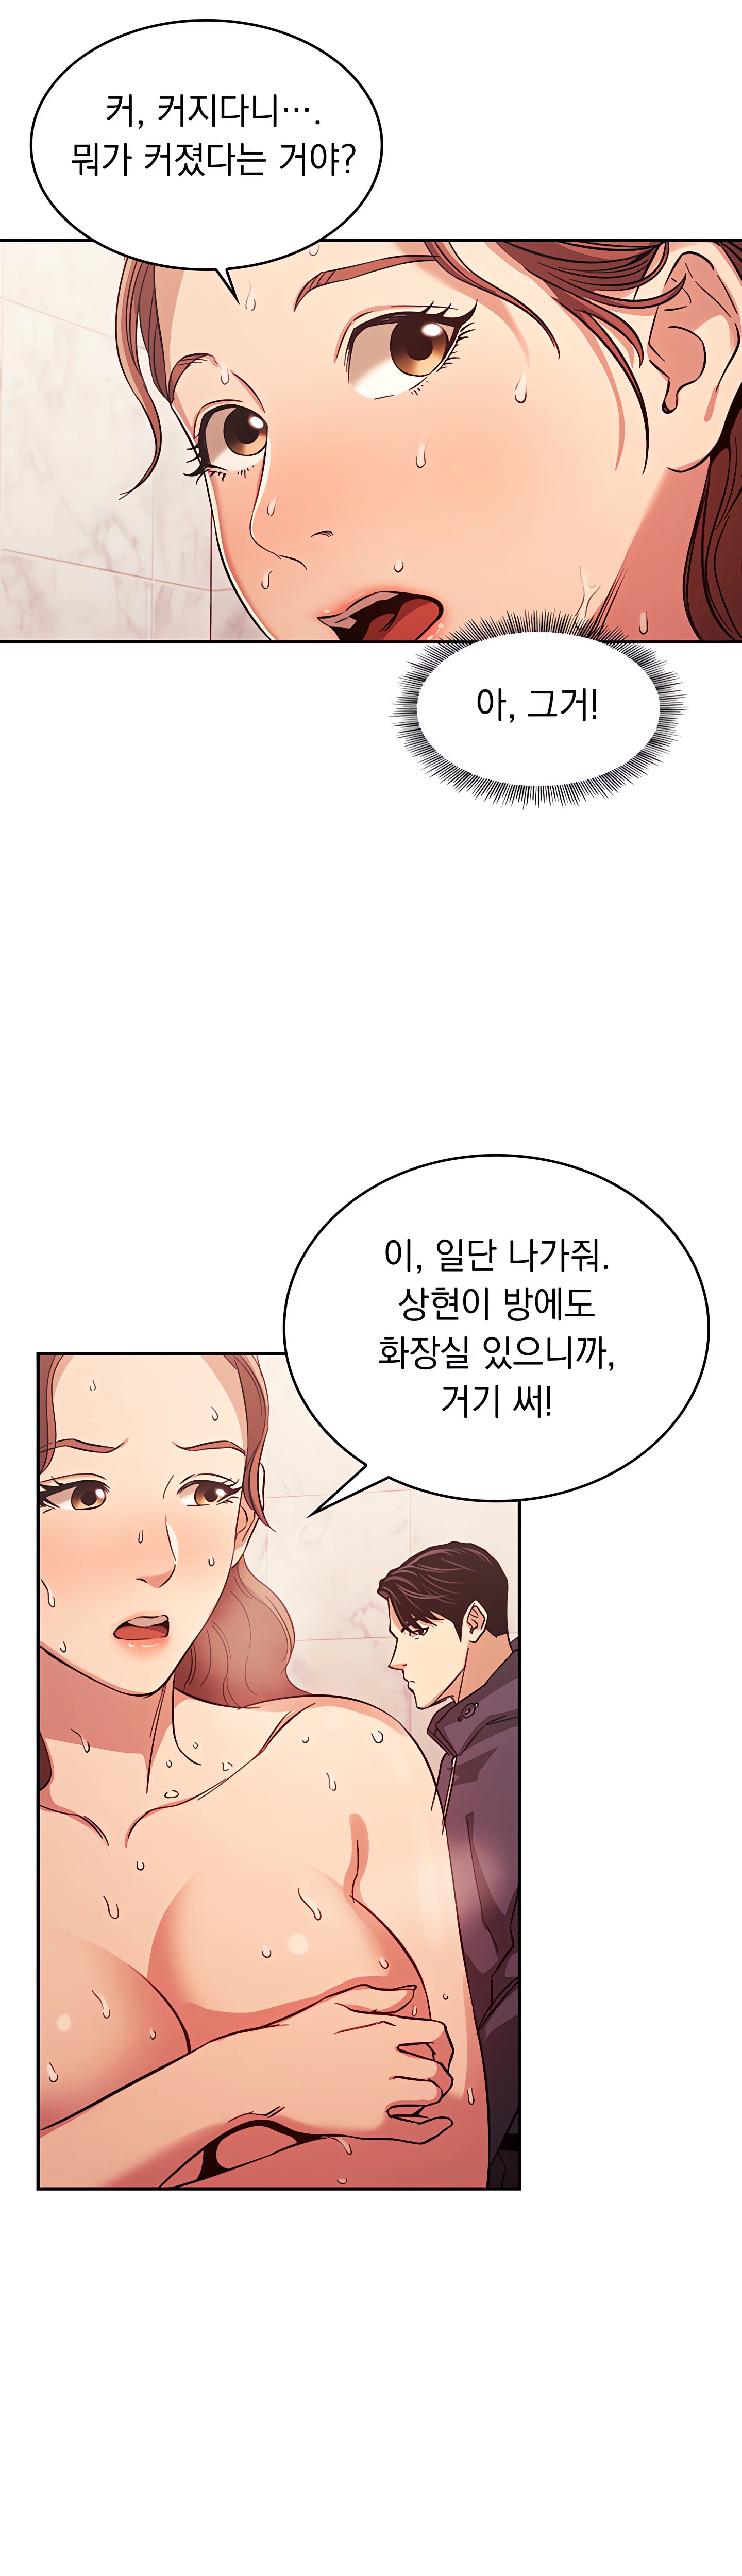 커, 커지다니….
뭐가 커졌다는 거야?
아, 그거!
이, 일단 나가줘.
상현이 방에도
화장실 있으니까,
거기 써!